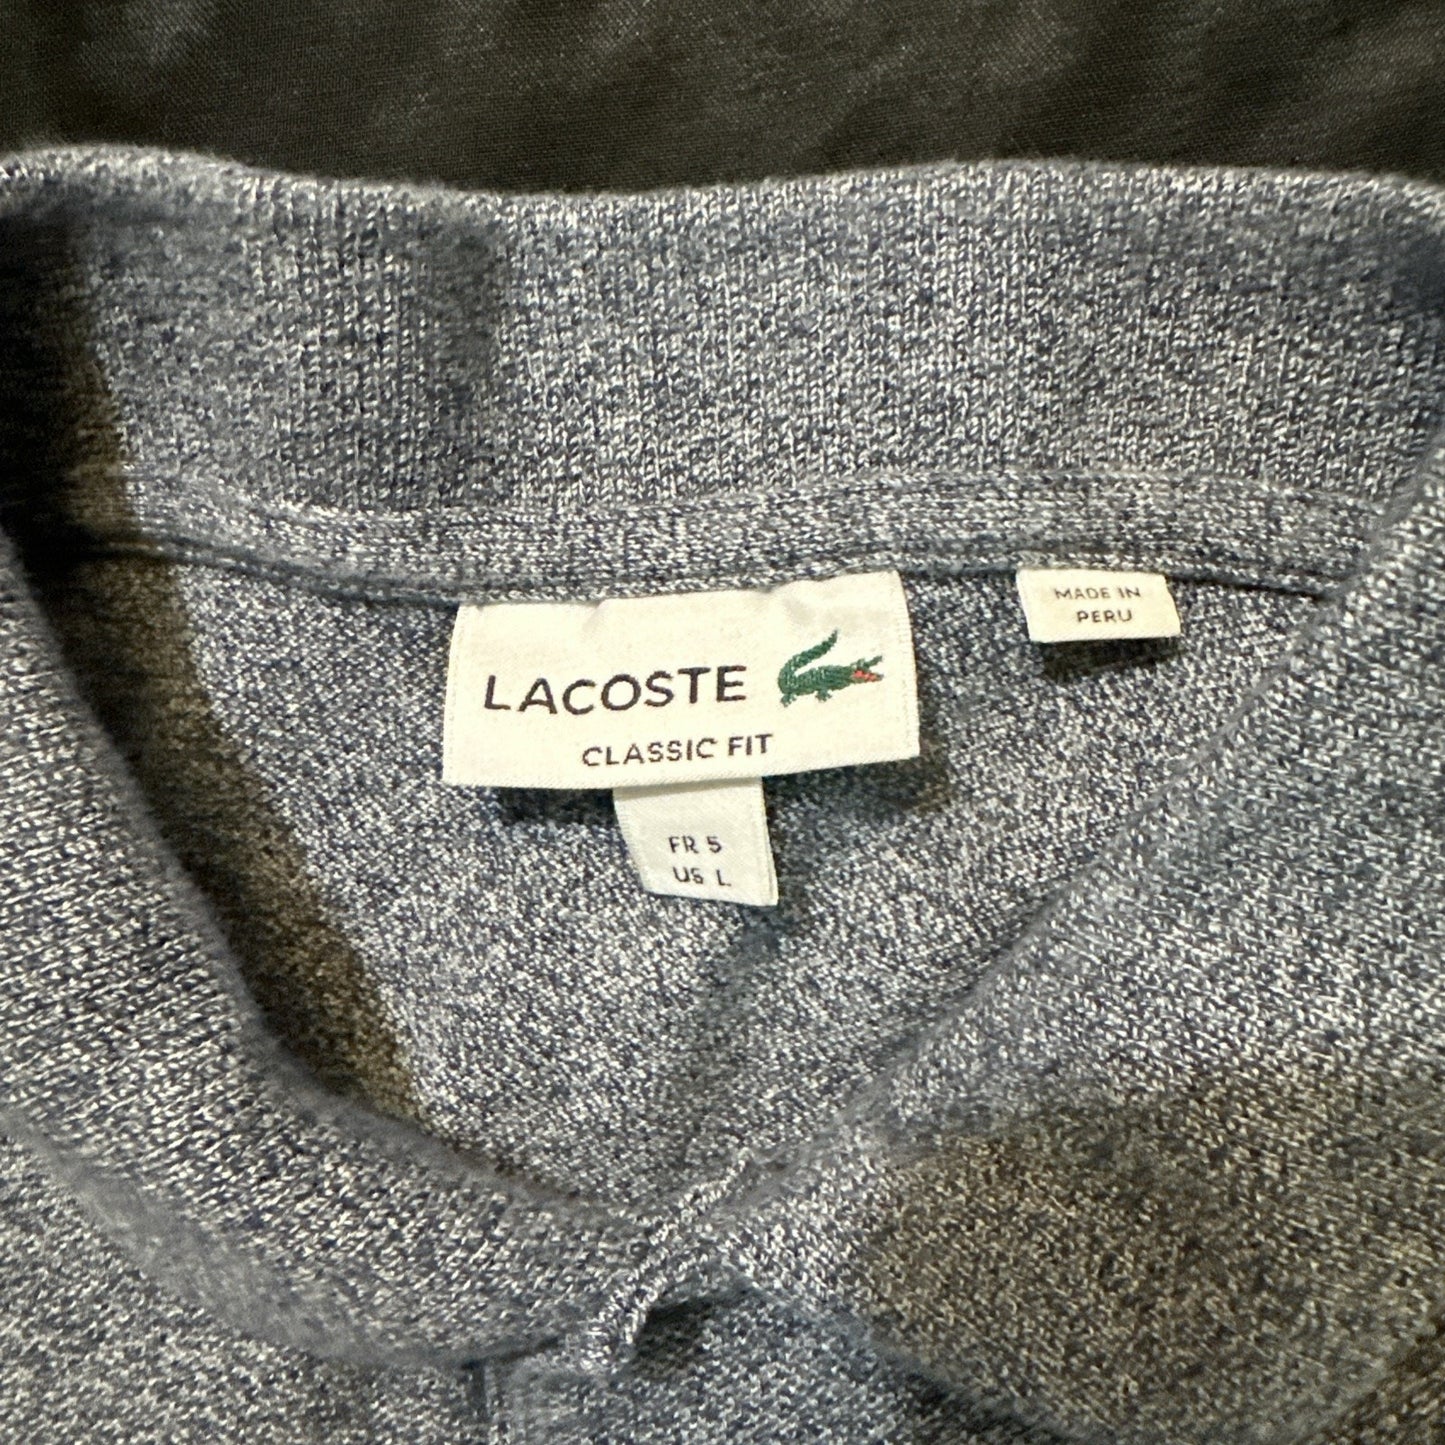 LACOSTE
CLASSIC FIT
FR 5
US L
MADE IN
PERU